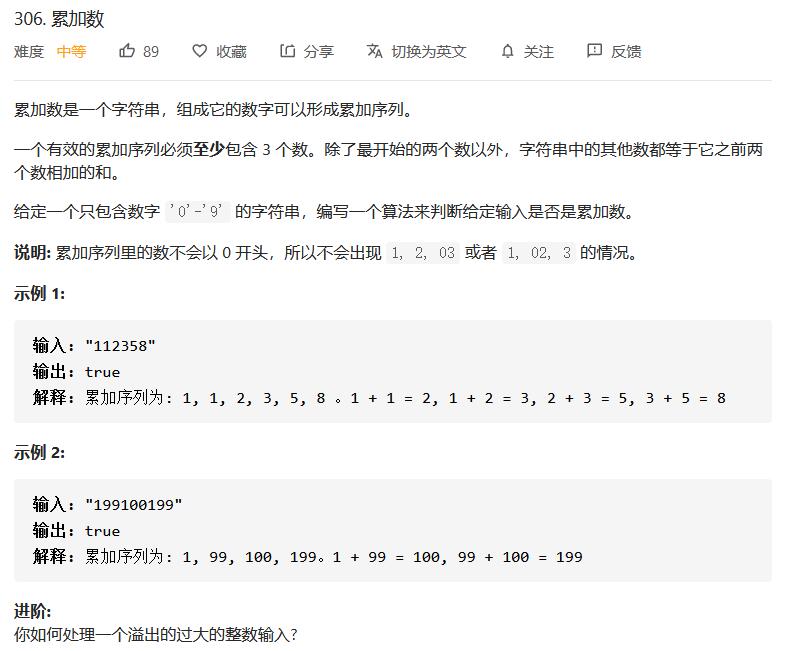 306. 累加数
难度 中等 89 收藏 分享 切换为英文 关注 反馈
累加数是一个字符串，组成它的数字可以形成累加序列。
一个有效的累加序列必须至少包含 3 个数。除了最开始的两个数以外，字符串中的其他数都等于它之前两
个数相加的和。
给定一个只包含数字 '0'-'9' 的字符串，编写一个算法来判断给定输入是否是累加数。
说明: 累加序列里的数不会以 0 开头，所以不会出现 1, 2, 03 或者 1, 02, 3 的情况。
示例 1:
输入: "112358"
输出: true
解释: 累加序列为: 1, 1, 2, 3, 5, 8 。1 + 1 = 2, 1 + 2 = 3, 2 + 3 = 5, 3 + 5 = 8
示例 2:
输入: "199100199"
输出: true
解释: 累加序列为: 1, 99, 100, 199。1 + 99 = 100, 99 + 100 = 199
进阶:
你如何处理一个溢出的过大的整数输入?